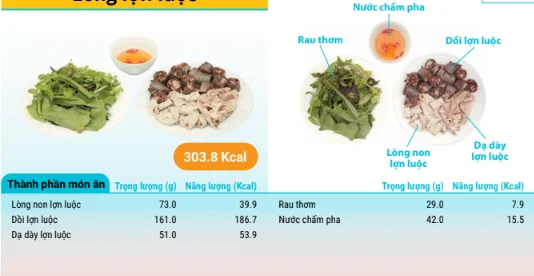 Lòng lợn luộc
Nước chấm pha
Rau thơm
Dồi lợn luộc
Lòng non
lợn luộc
Dạ dày
lợn luộc
303.8 Kcal
Thành phần món ăn Trọng lượng (g) Năng lượng (Kcal) Trọng lượng (g) Năng lượng (Kcal)
Lòng non lợn luộc 73.0 39.9 Rau thơm 29.0 7.9
Dồi lợn luộc 161.0 186.7 Nước chấm pha 42.0 15.5
Dạ dày lợn luộc 51.0 53.9